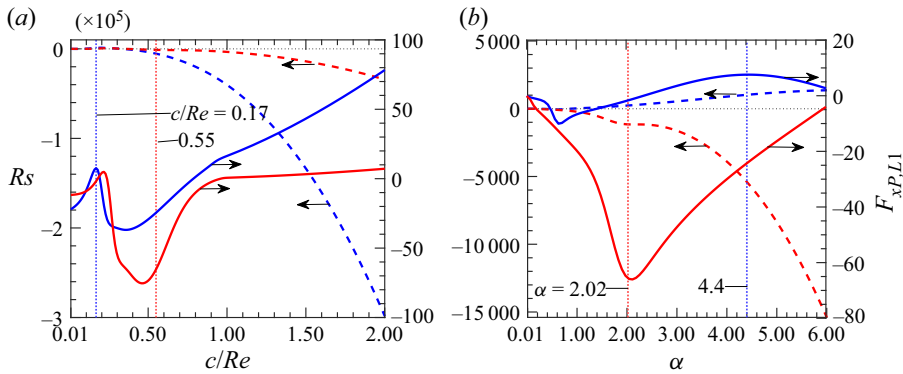 (a)
(×10⁵)
0
−1
−2
−3
Rs
c/Re = 0.17
0.55
100
50
0
−50
−100
0.01 0.50 1.00 1.50 2.00
c/Re
(b)
5 000
0
−5 000
−10 000
−15 000
α = 2.02
4.4
20
0
−20
−40
−60
−80
F_{xP,L1}
0.01 1.00 2.00 3.00 4.00 5.00 6.00
α